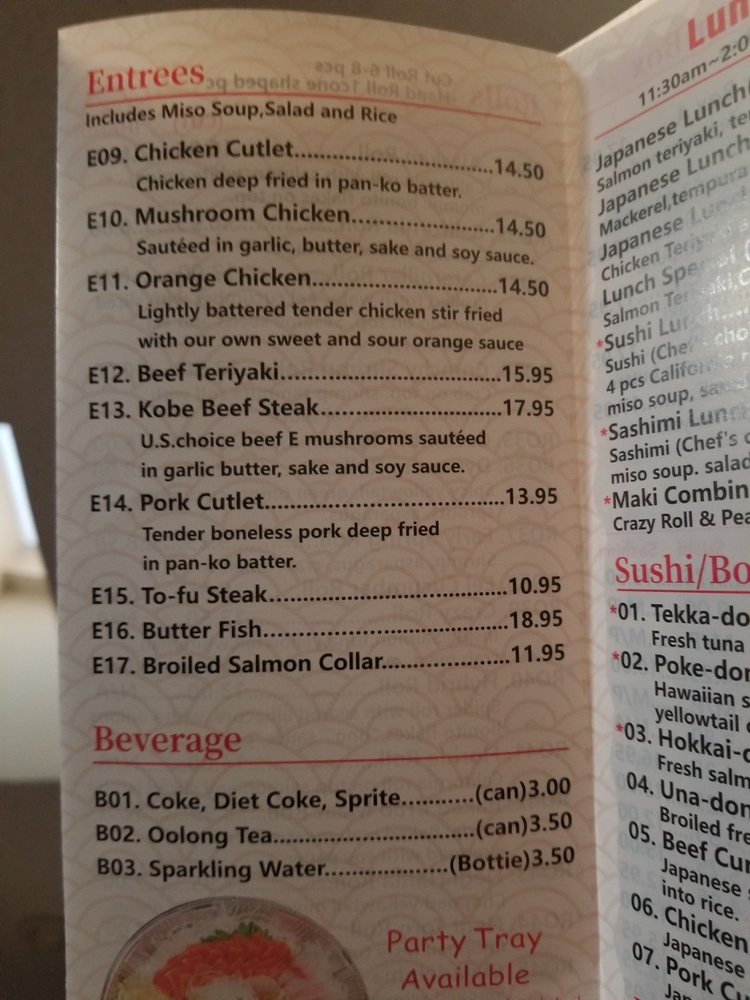 Entrees
Includes Miso Soup,Salad and Rice
E09. Chicken Cutlet..............................14.50
Chicken deep fried in pan-ko batter.
E10. Mushroom Chicken......................14.50
Sautéed in garlic, butter, sake and soy sauce.
E11. Orange Chicken............................14.50
Lightly battered tender chicken stir fried
with our own sweet and sour orange sauce
E12. Beef Teriyaki.................................15.95
E13. Kobe Beef Steak...........................17.95
U.S.choice beef E mushrooms sautéed
in garlic butter, sake and soy sauce.
E14. Pork Cutlet...................................13.95
Tender boneless pork deep fried
in pan-ko batter.
E15. To-fu Steak...................................10.95
E16. Butter Fish....................................18.95
E17. Broiled Salmon Collar...................11.95
Beverage
B01. Coke, Diet Coke, Sprite...........(can)3.00
B02. Oolong Tea..............................(can)3.50
B03. Sparkling Water..................(Bottie)3.50
Party Tray
Available
11:30am~2:0
Japanese Lunch
Salmon teriyaki,
Japanese Lunch
Mackerel,tempura
Japanese Lunch
Chicken
Lunch Special
Salmon
*Sushi
Sushi (Chef's
4 pcs
miso soup,
*Sashimi
Sashimi (Chef's
miso soup. salad
*Maki Combin
Crazy Roll & Pea
Sushi/Bo
*01. Tekka-do
Fresh tuna
*02. Poke-don
Hawaiian s
yellowtail
*03. Hokkai-
Fresh salm
04. Una-don
Broiled fre
05. Beef Cur
Japanese
into rice.
06. Chicken
Japanese
07. Pork Cu